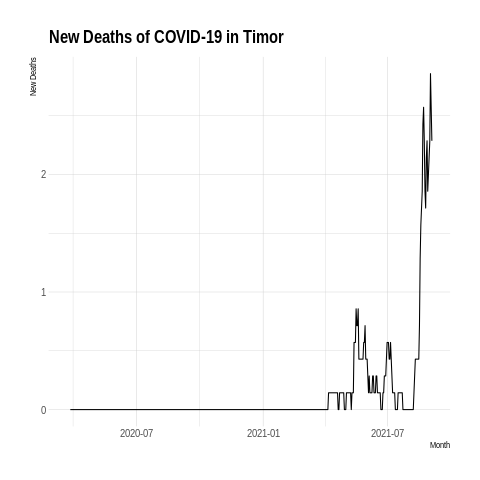 New Deaths of COVID-19 in Timor
New Deaths
2
1
0
2020-07
2021-01
2021-07
Month